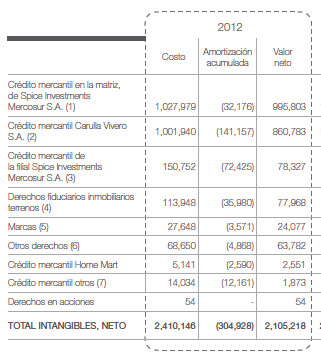 2012
Costo Amortización acumulada Valor neto
Crédito mercantil en la matriz,
de Spice Investments
Mercosur S.A. (1) 1,027,979 (32,176) 995,803
Crédito mercantil Carulla Vivero
S.A. (2) 1,001,940 (141,157) 860,783
Crédito mercantil de
la filial Spice Investments
Mercosur S.A. (3) 150,752 (72,425) 78,327
Derechos fiduciarios inmobiliarios
terrenos (4) 113,948 (35,980) 77,968
Marcas (5) 27,648 (3,571) 24,077
Otros derechos (6) 68,650 (4,868) 63,782
Crédito mercantil Home Mart 5,141 (2,590) 2,551
Crédito mercantil otros (7) 14,034 (12,161) 1,873
Derechos en acciones 54 - 54
TOTAL INTANGIBLES, NETO 2,410,146 (304,928) 2,105,218